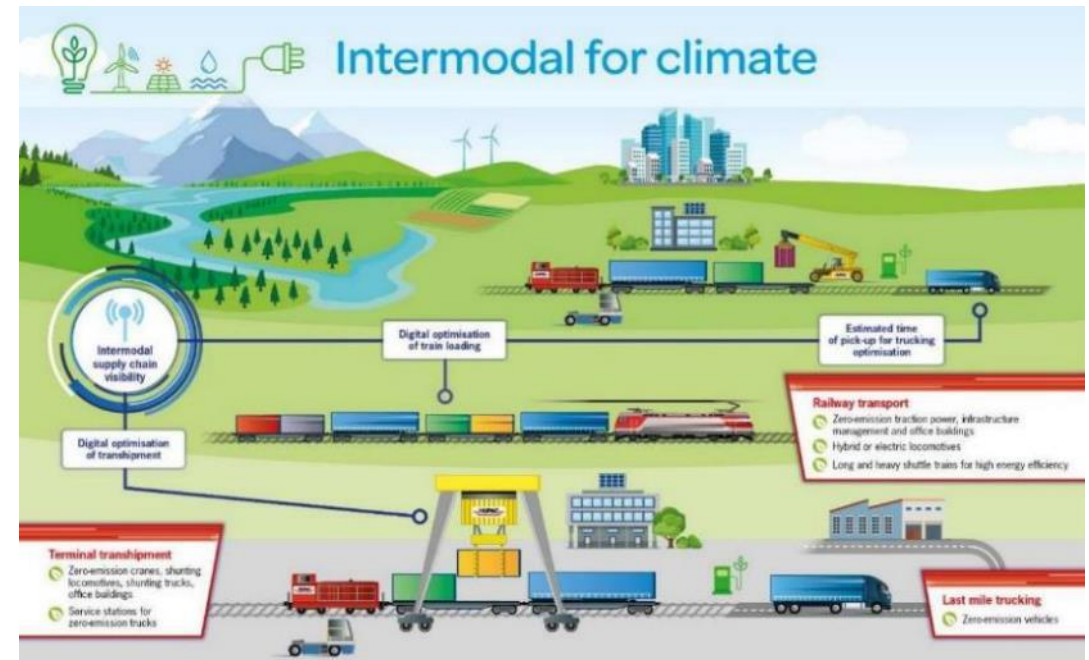 Intermodal for climate
Intermodal
supply chain
visibility
Digital optimisation
of train loading
Estimated time
of pick-up for trucking
optimisation
Digital optimisation
of transhipment
Railway transport
Zero-emission traction power, infrastructure
management and office buildings
Hybrid or electric locomotives
Long and heavy shuttle trains for high energy efficiency
Terminal transhipment
Zero-emission cranes, shunting
locomotives, shunting trucks,
office buildings
Service stations for
zero-emission trucks
Last mile trucking
Zero-emission vehicles